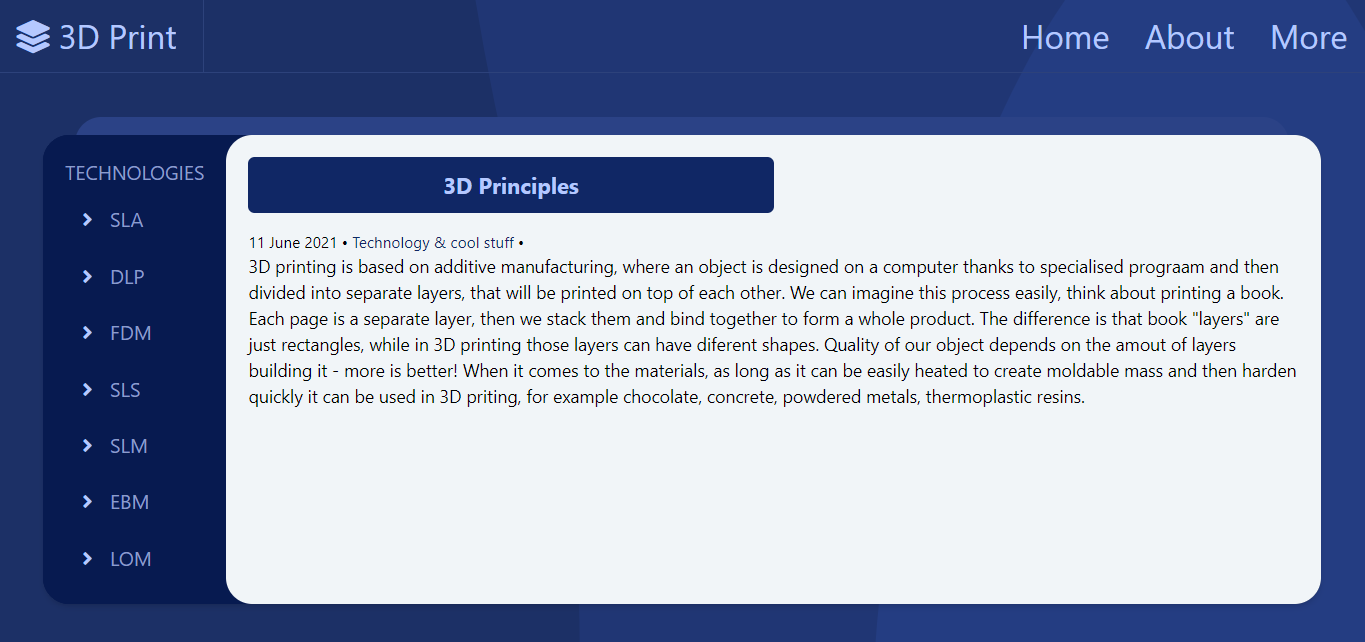 3D Print
Home About More
TECHNOLOGIES
SLA
DLP
FDM
SLS
SLM
EBM
LOM
3D Principles
11 June 2021 • Technology & cool stuff •
3D printing is based on additive manufacturing, where an object is designed on a computer thanks to specialised prograam and then
divided into separate layers, that will be printed on top of each other. We can imagine this process easily, think about printing a book.
Each page is a separate layer, then we stack them and bind together to form a whole product. The difference is that book "layers" are
just rectangles, while in 3D printing those layers can have diferent shapes. Quality of our object depends on the amout of layers
building it - more is better! When it comes to the materials, as long as it can be easily heated to create moldable mass and then harden
quickly it can be used in 3D priting, for example chocolate, concrete, powdered metals, thermoplastic resins.